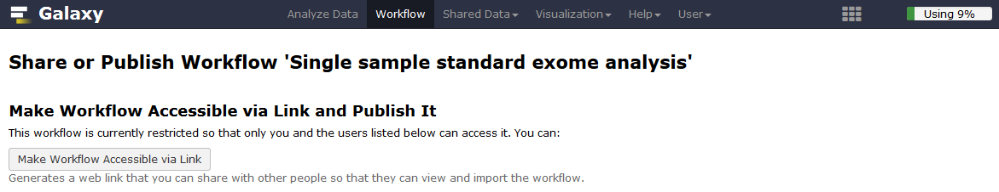 Galaxy Analyze Data Workflow Shared Data Visualization Help User Using 9%
Share or Publish Workflow 'Single sample standard exome analysis'
Make Workflow Accessible via Link and Publish It
This workflow is currently restricted so that only you and the users listed below can access it. You can:
Make Workflow Accessible via Link
Generates a web link that you can share with other people so that they can view and import the workflow.